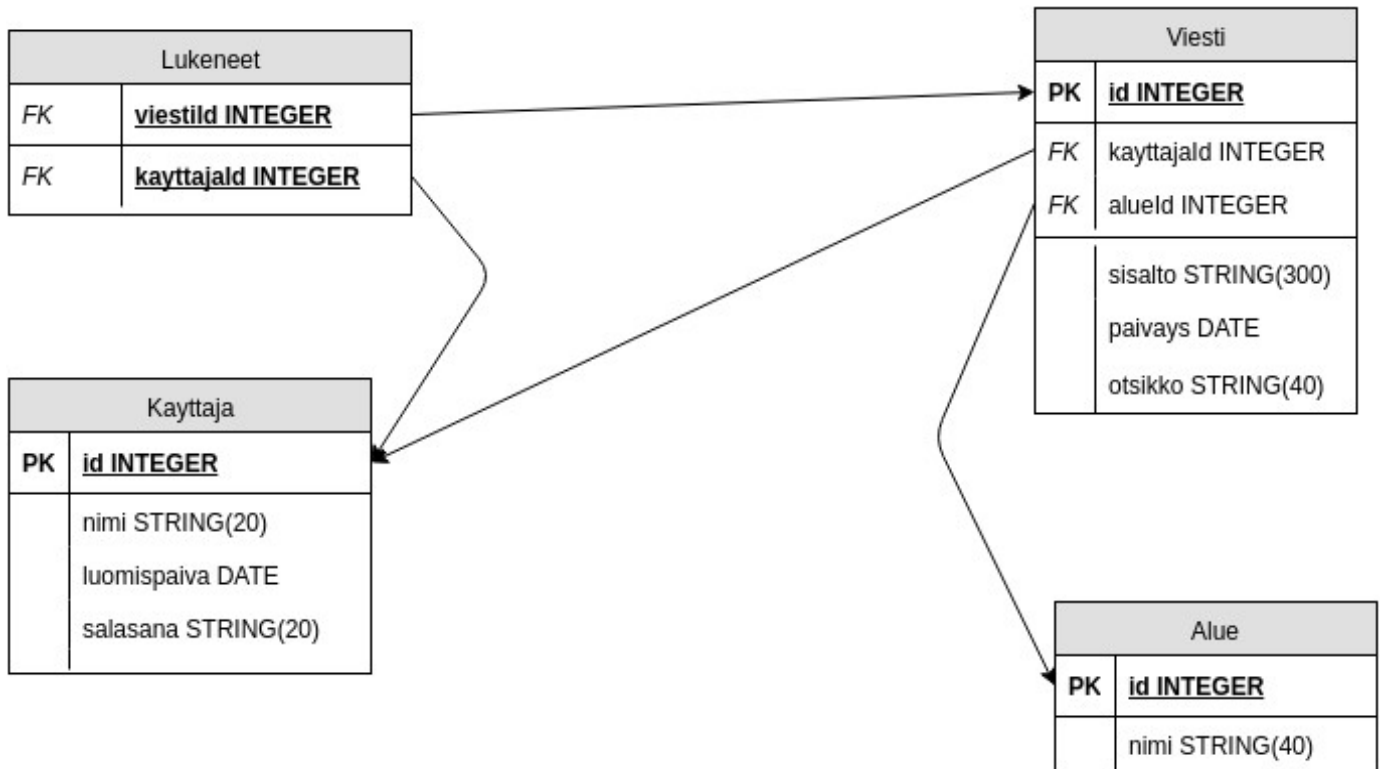 Lukeneet
FK viestiId INTEGER
FK kayttajaId INTEGER
Viesti
PK id INTEGER
FK kayttajaId INTEGER
FK alueId INTEGER
sisalto STRING(300)
paivays DATE
otsikko STRING(40)
Kayttaja
PK id INTEGER
nimi STRING(20)
luomispaiva DATE
salasana STRING(20)
Alue
PK id INTEGER
nimi STRING(40)